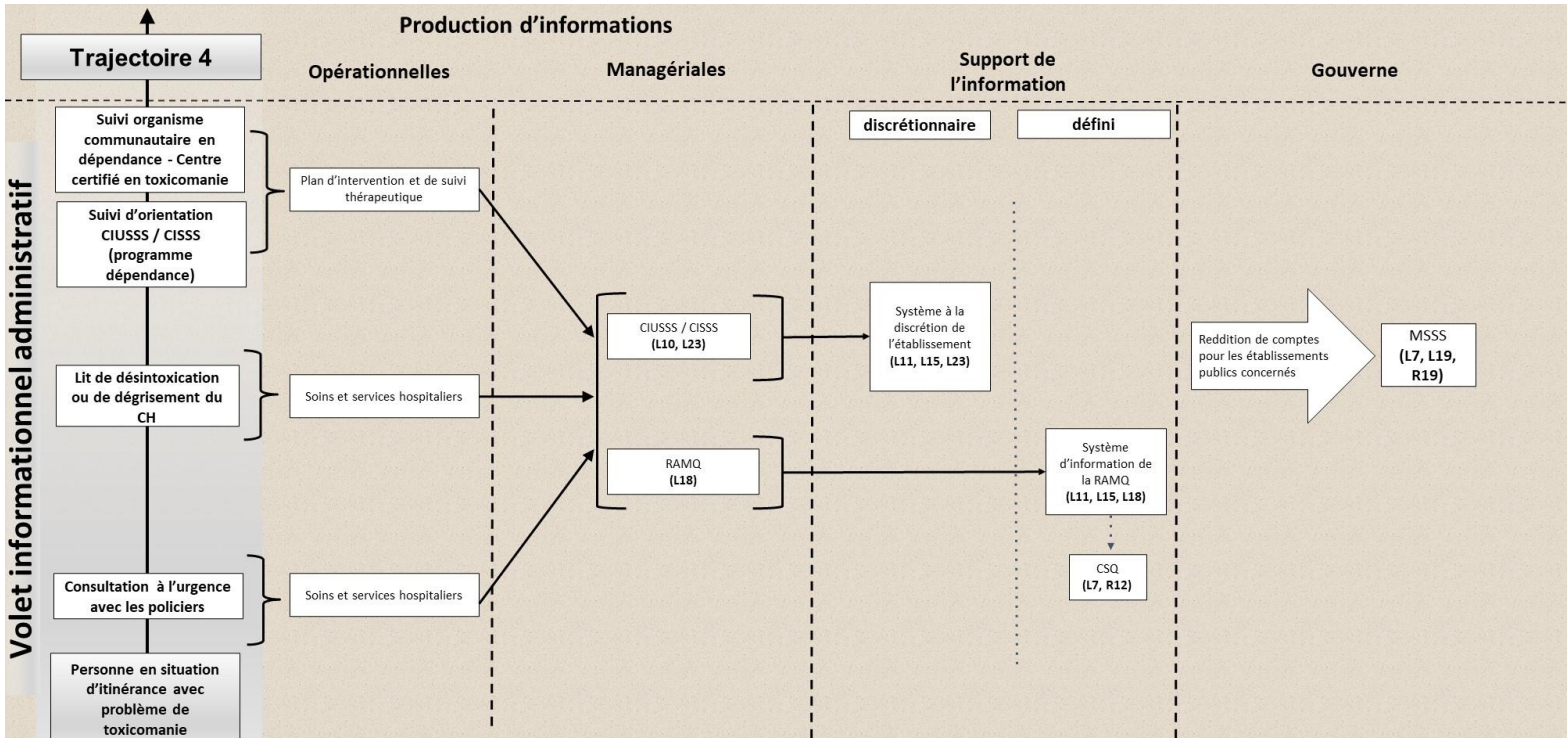 Production d’informations
Trajectoire 4
Opérationnelles
Managériales
Support de
l’information
Gouverne
discrétionnaire
défini
Volet informationnel administratif
Suivi organisme
communautaire en
dépendance - Centre
certifié en toxicomanie
Suivi d’orientation
CIUSSS / CISSS
(programme
dépendance)
Lit de désintoxication
ou de dégrisement du
CH
Consultation à l’urgence
avec les policiers
Personne en situation
d’itinérance avec
problème de
toxicomanie
Plan d’intervention et de suivi
thérapeutique
Soins et services hospitaliers
Soins et services hospitaliers
CIUSSS / CISSS
(L10, L23)
RAMQ
(L18)
Système à la
discrétion de
l’établissement
(L11, L15, L23)
Système
d’information de
la RAMQ
(L11, L15, L18)
CSQ
(L7, R12)
Reddition de comptes
pour les établissements
publics concernés
MSSS
(L7, L19,
R19)